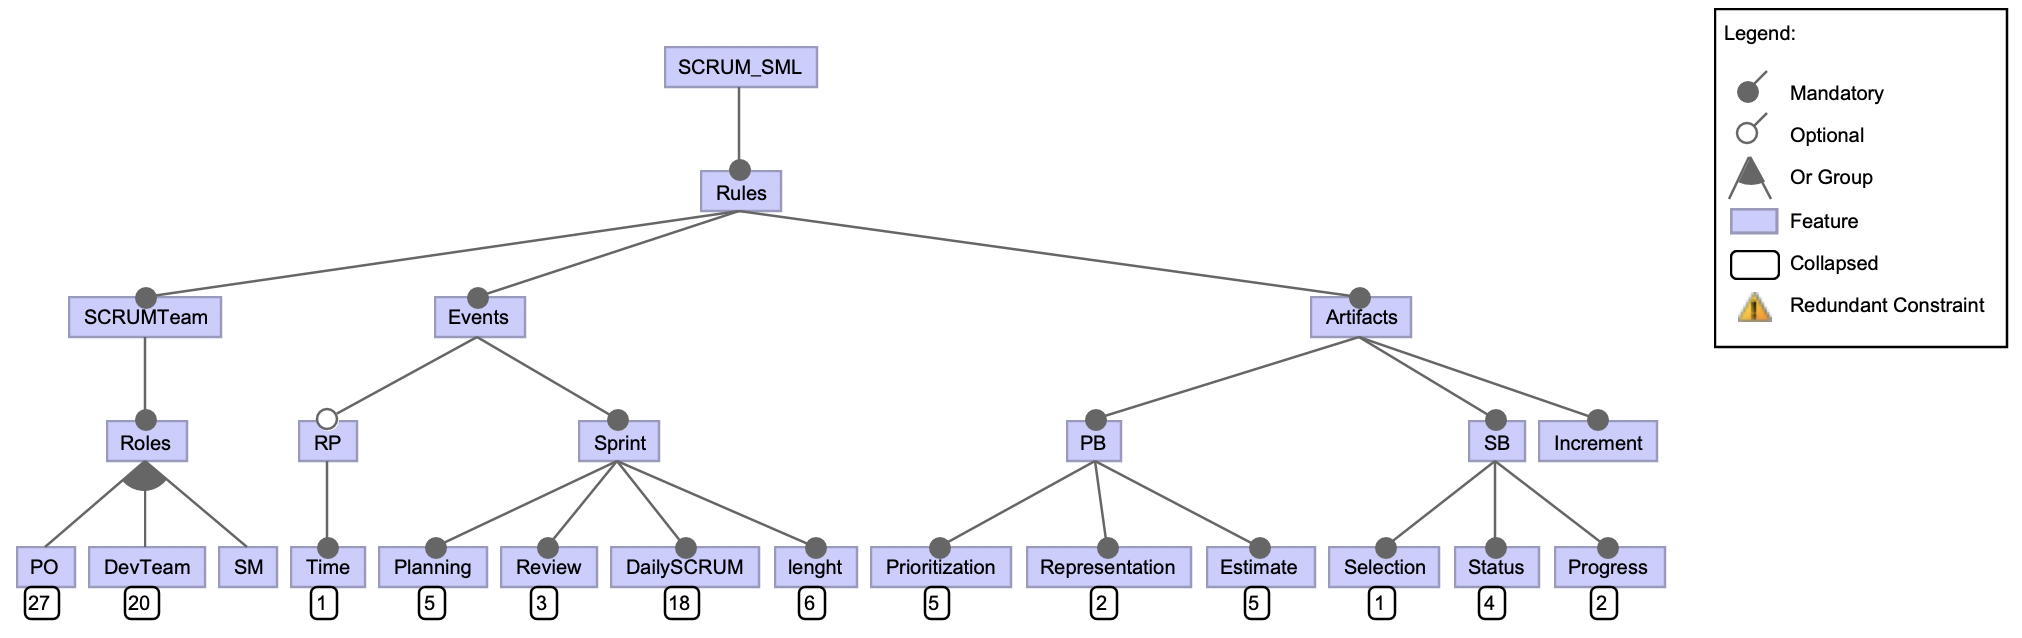 SCRUM_SML
Rules
SCRUMTeam
Events
Artifacts
Roles
RP
Sprint
PB
SB
Increment
PO
DevTeam
SM
Time
Planning
Review
DailySCRUM
lenght
Prioritization
Representation
Estimate
Selection
Status
Progress
27
20
1
5
3
18
6
5
2
5
1
4
2
Legend:
Mandatory
Optional
Or Group
Feature
Collapsed
Redundant Constraint